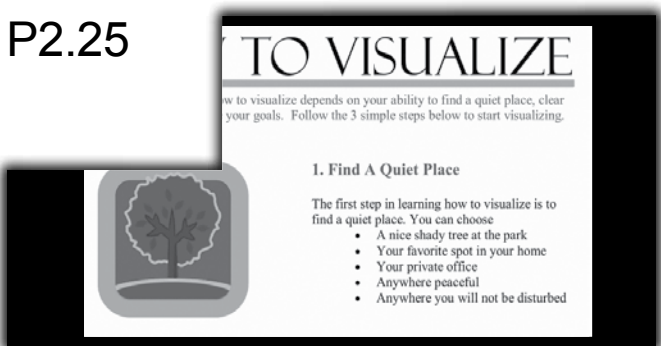 P2.25
TO VISUALIZE
to visualize depends on your ability to find a quiet place, clear
your goals. Follow the 3 simple steps below to start visualizing.
1. Find A Quiet Place
The first step in learning how to visualize is to
find a quiet place. You can choose
• A nice shady tree at the park
• Your favorite spot in your home
• Your private office
• Anywhere peaceful
• Anywhere you will not be disturbed